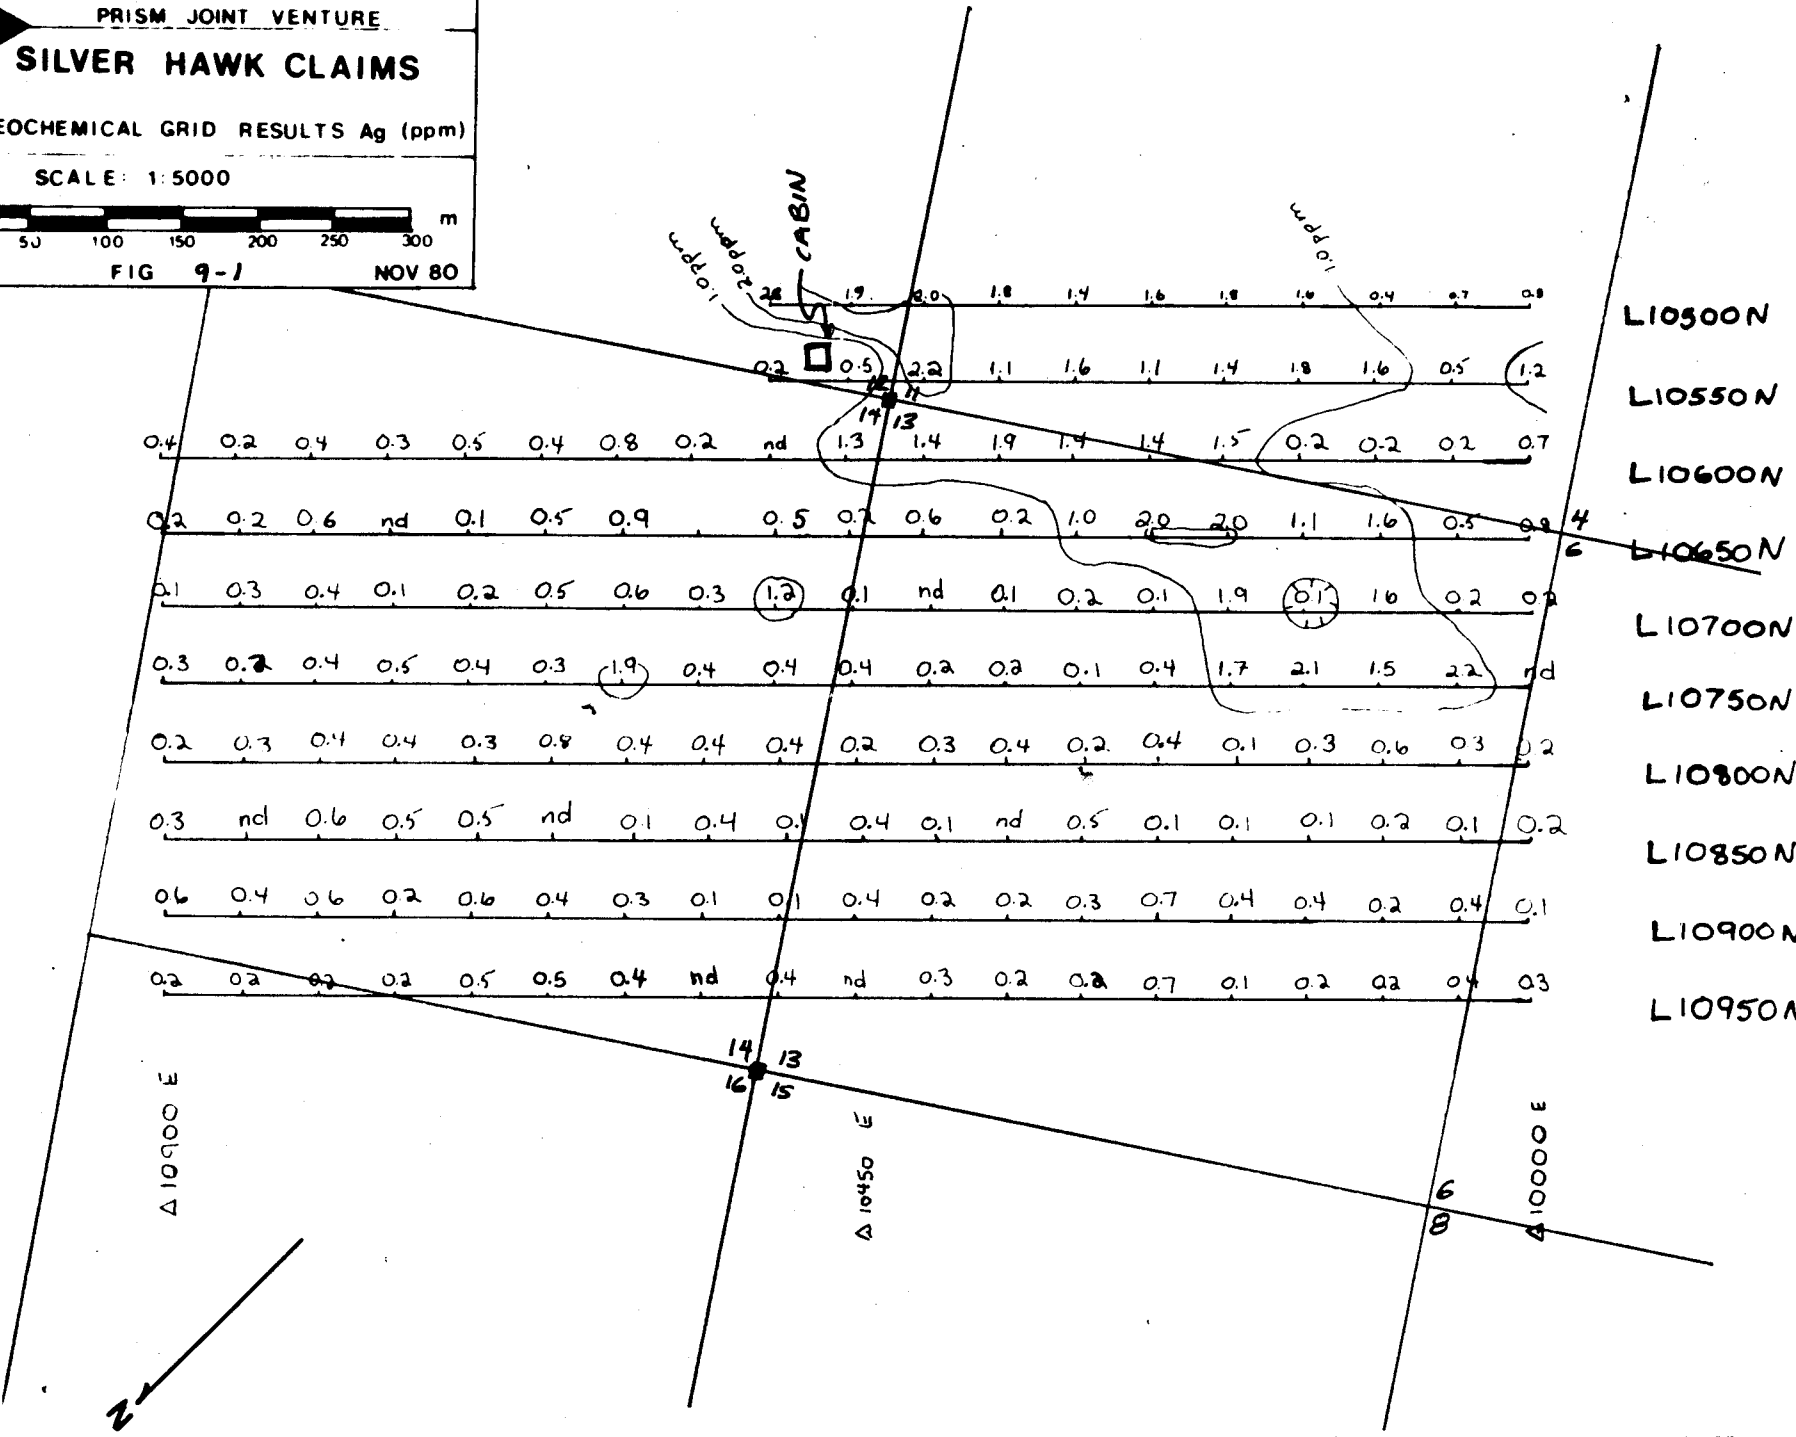 PRISM JOINT VENTURE
SILVER HAWK CLAIMS
EOCHEMICAL GRID RESULTS Ag (ppm)
SCALE: 1:5000
50 100 150 200 250 300 m
FIG 9-1 NOV 80
CABIN
1.0ppm
2.0ppm
1.0ppm
1.9 2.0 1.8 1.4 1.6 1.8 1.6 0.4 0.7 L10500N
0.2 0.5 2.2 1.1 1.6 1.1 1.4 1.8 1.6 0.5 1.2 L10550N
12 11
14 13
0.4 0.2 0.4 0.3 0.5 0.4 0.8 0.2 nd 1.3 1.4 1.9 1.4 1.4 1.5 0.2 0.2 0.2 0.7 L10600N
0.2 0.2 0.6 nd 0.1 0.5 0.9 0.5 0.7 0.6 0.2 1.0 2.0 2.0 1.1 1.6 0.5 0.8 L10650N
4
6
0.1 0.3 0.4 0.1 0.2 0.5 0.6 0.3 1.2 0.1 nd 0.1 0.2 0.1 1.9 0.1 1.6 0.2 0.2 L10700N
0.3 0.2 0.4 0.5 0.4 0.3 1.9 0.4 0.4 0.4 0.2 0.2 0.1 0.4 1.7 2.1 1.5 2.2 nd L10750N
0.2 0.3 0.4 0.4 0.3 0.8 0.4 0.4 0.4 0.2 0.3 0.4 0.2 0.4 0.1 0.3 0.6 0.3 0.2 L10800N
0.3 nd 0.6 0.5 0.5 nd 0.1 0.4 0.1 0.4 0.1 nd 0.5 0.1 0.1 0.1 0.2 0.1 0.2 L10850N
0.6 0.4 0.6 0.2 0.6 0.4 0.3 0.1 0.1 0.4 0.2 0.2 0.3 0.7 0.4 0.4 0.2 0.4 0.1 L10900N
0.2 0.2 0.2 0.2 0.5 0.5 0.4 nd 0.4 nd 0.3 0.2 0.2 0.7 0.1 0.2 0.2 0.4 0.3 L10950N
14 13
16 15
10900 E
10450 E
10000 E
6
8
N